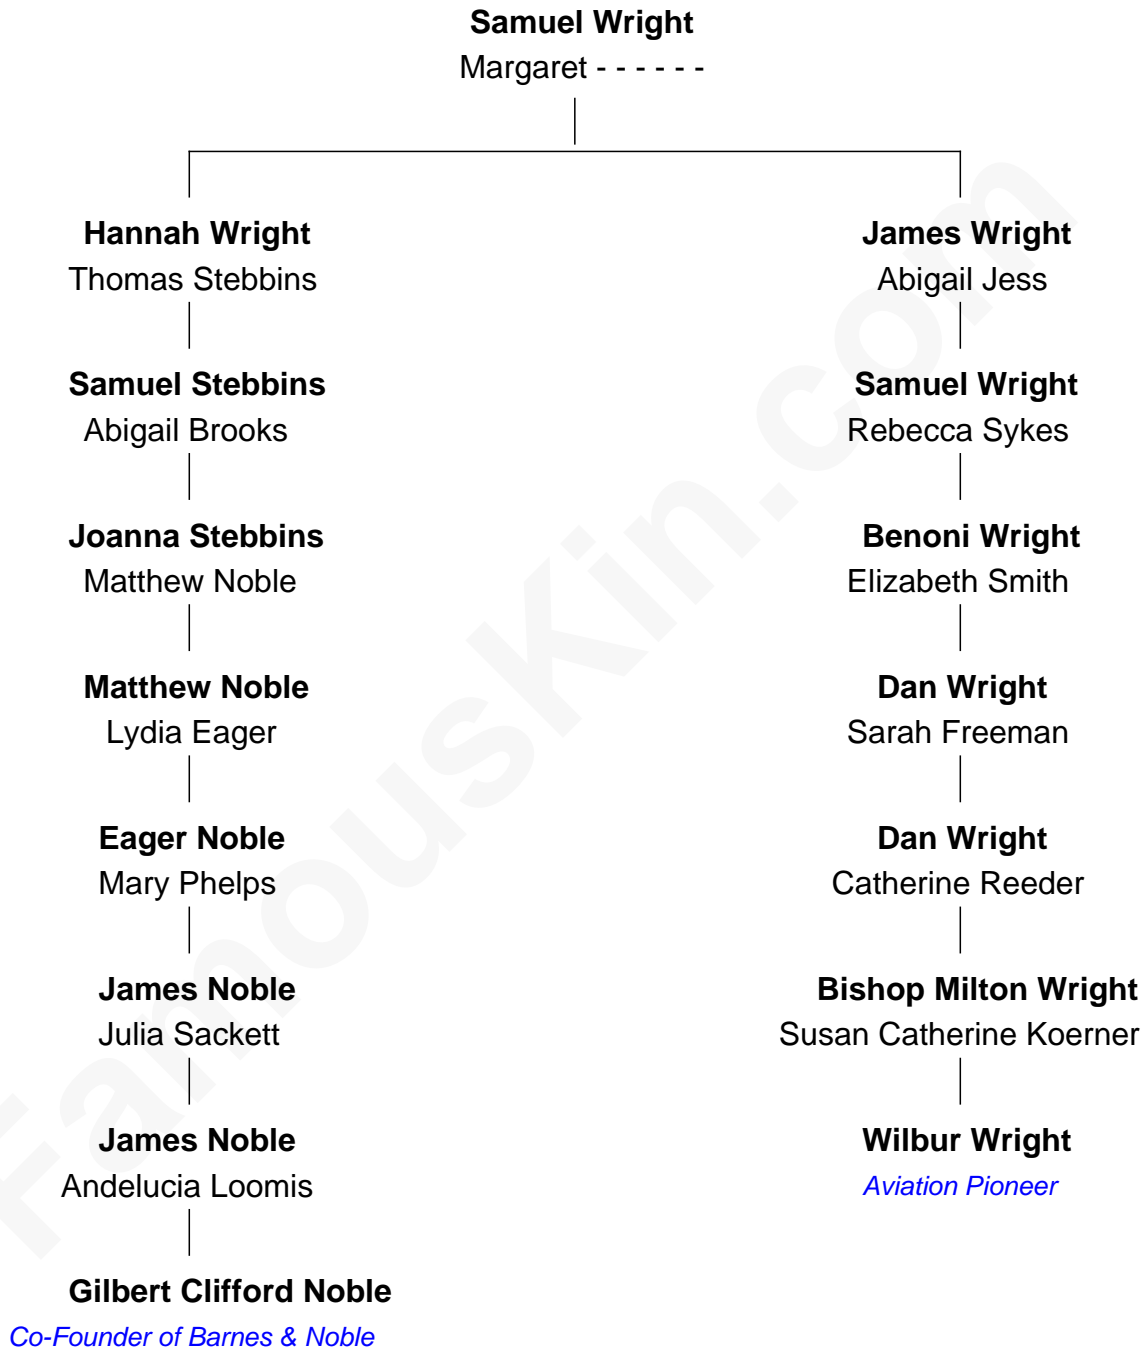 Samuel Wright
Margaret - - - - - -
Hannah Wright
Thomas Stebbins
James Wright
Abigail Jess
Samuel Stebbins
Abigail Brooks
Samuel Wright
Rebecca Sykes
Joanna Stebbins
Matthew Noble
Benoni Wright
Elizabeth Smith
Matthew Noble
Lydia Eager
Dan Wright
Sarah Freeman
Eager Noble
Mary Phelps
Dan Wright
Catherine Reeder
James Noble
Julia Sackett
Bishop Milton Wright
Susan Catherine Koerner
James Noble
Andelucia Loomis
Wilbur Wright
Aviation Pioneer
Gilbert Clifford Noble
Co-Founder of Barnes & Noble
FamousKin.com